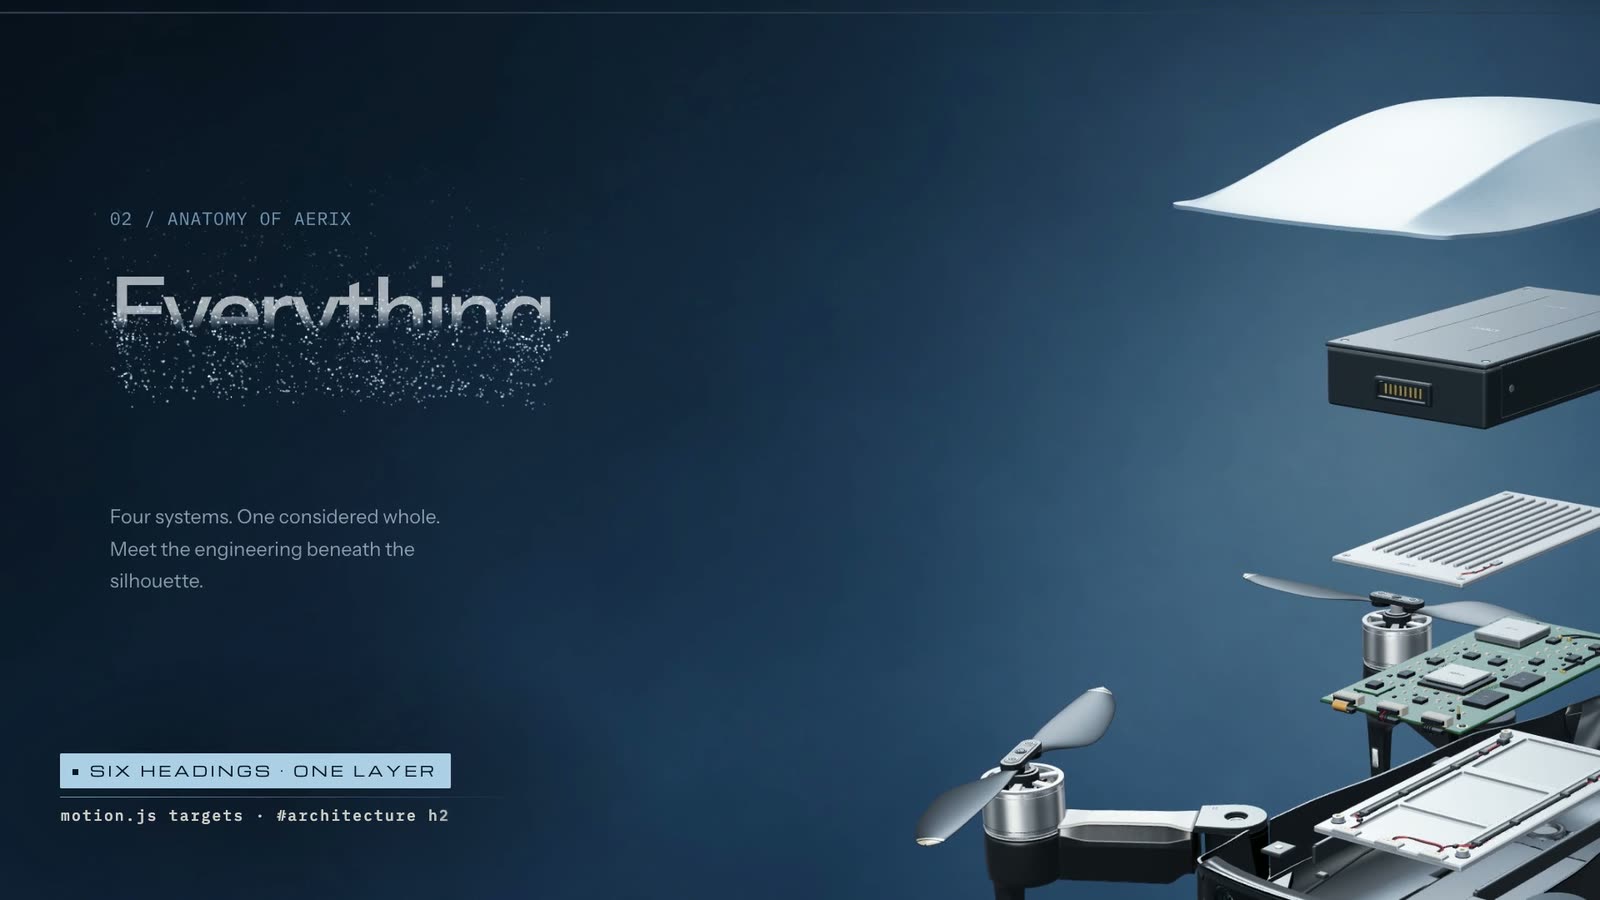 02 / ANATOMY OF AERIX
Everything
Four systems. One considered whole.
Meet the engineering beneath the
silhouette.
SIX HEADINGS · ONE LAYER
motion.js targets · #architecture h2